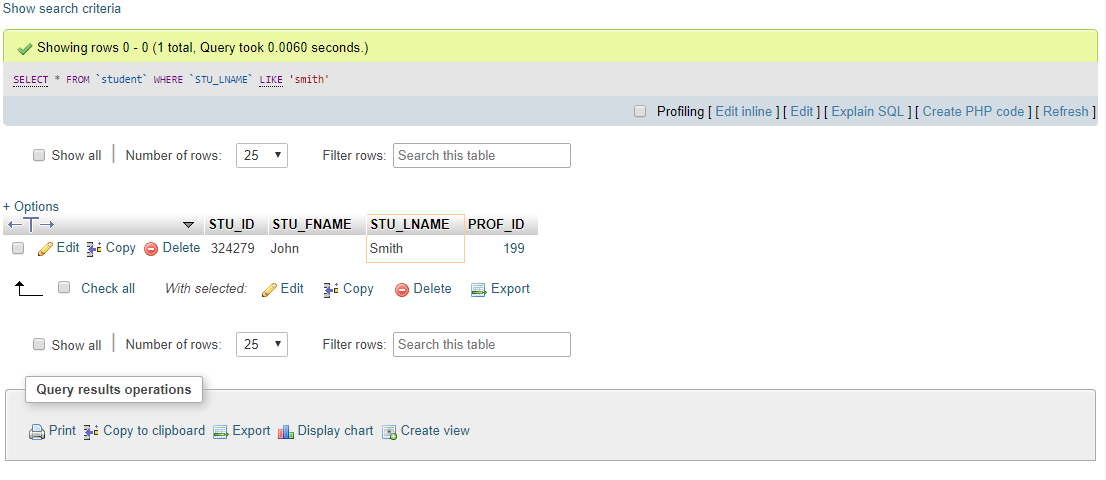 Show search criteria
Showing rows 0 - 0 (1 total, Query took 0.0060 seconds.)
SELECT * FROM `student` WHERE `STU_LNAME` LIKE 'smith'
Profiling [ Edit inline ] [ Edit ] [ Explain SQL ] [ Create PHP code ] [ Refresh ]
Show all | Number of rows: 25 Filter rows: Search this table
+ Options
←T→ STU_ID STU_FNAME STU_LNAME PROF_ID
Edit Copy Delete 324279 John Smith 199
Check all With selected: Edit Copy Delete Export
Show all | Number of rows: 25 Filter rows: Search this table
Query results operations
Print Copy to clipboard Export Display chart Create view